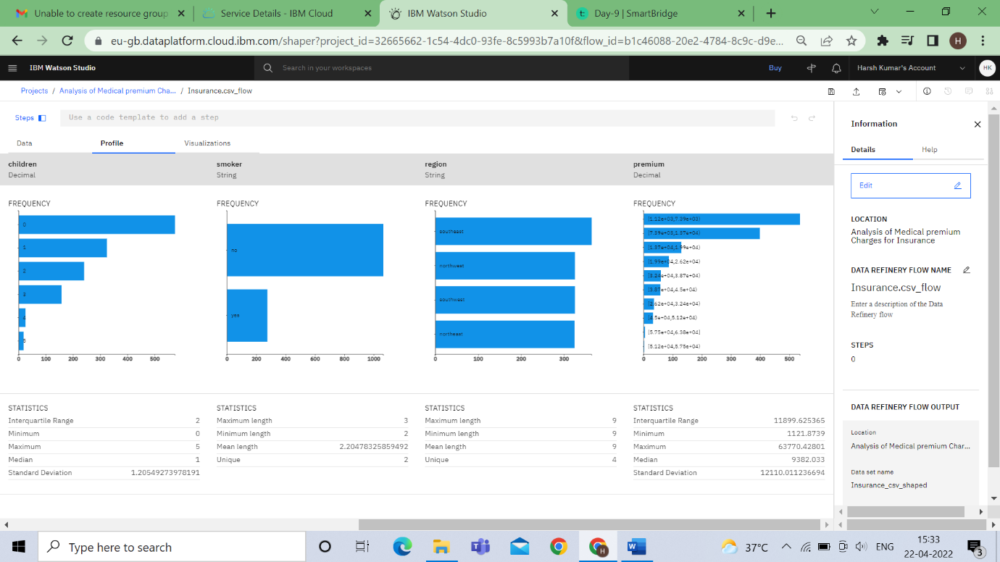 Unable to create resource group
Service Details - IBM Cloud
IBM Watson Studio
Day-9 | SmartBridge
eu-gb.dataplatform.cloud.ibm.com/shaper?project_id=32665662-1c54-4dc0-93fe-8c5993b7a10f&flow_id=b1c46088-20e2-4784-8c9c-d9e...
H
IBM Watson Studio
Search in your workspaces
Buy
Harsh Kumar's Account
HK
Projects / Analysis of Medical premium Cha... / Insurance.csv_flow
Steps
Use a code template to add a step
Data
Profile
Visualizations
children
Decimal
smoker
String
region
String
premium
Decimal
FREQUENCY
0
1
2
3
4
5
0 100 200 300 400 500
FREQUENCY
no
yes
0 200 400 600 800 1000
FREQUENCY
southeast
northwest
southwest
northeast
0 100 200 300
FREQUENCY
[1.12e+03,7.39e+03)
[7.39e+03,1.37e+04)
[1.37e+04,1.99e+04)
[1.99e+04,2.62e+04)
[3.24e+04,3.87e+04)
[3.87e+04,4.5e+04)
[2.62e+04,3.24e+04)
[4.5e+04,5.12e+04)
[5.75e+04,6.38e+04]
[5.12e+04,5.75e+04)
0 100 200 300 400 500
STATISTICS
Interquartile Range 2
Minimum 0
Maximum 5
Median 1
Standard Deviation 1.20549273978191
STATISTICS
Maximum length 3
Minimum length 2
Mean length 2.20478325859492
Unique 2
STATISTICS
Maximum length 9
Minimum length 9
Mean length 9
Unique 4
STATISTICS
Interquartile Range 11899.625365
Minimum 1121.8739
Maximum 63770.42801
Median 9382.033
Standard Deviation 12110.011236694
Information
Details
Help
Edit
LOCATION
Analysis of Medical premium
Charges for Insurance
DATA REFINERY FLOW NAME
Insurance.csv_flow
Enter a description of the Data
Refinery flow
STEPS
0
DATA REFINERY FLOW OUTPUT
Location
Analysis of Medical premium Char...
Data set name
Insurance_csv_shaped
Type here to search
37°C
ENG
15:33
22-04-2022
3